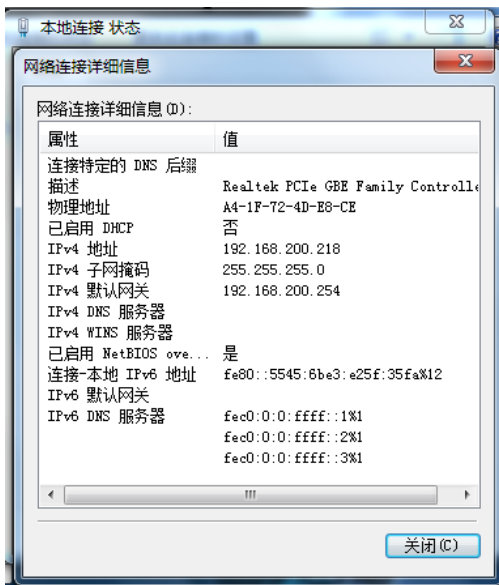 本地连接 状态
网络连接详细信息
网络连接详细信息(D):
属性 值
连接特定的 DNS 后缀
描述 Realtek PCIe GBE Family Controlle
物理地址 A4-1F-72-4D-E8-CE
已启用 DHCP 否
IPv4 地址 192.168.200.218
IPv4 子网掩码 255.255.255.0
IPv4 默认网关 192.168.200.254
IPv4 DNS 服务器
IPv4 WINS 服务器
已启用 NetBIOS ove... 是
连接-本地 IPv6 地址 fe80::5545:6be3:e25f:35fa%12
IPv6 默认网关
IPv6 DNS 服务器 fec0:0:0:ffff::1%1
fec0:0:0:ffff::2%1
fec0:0:0:ffff::3%1
关闭(C)